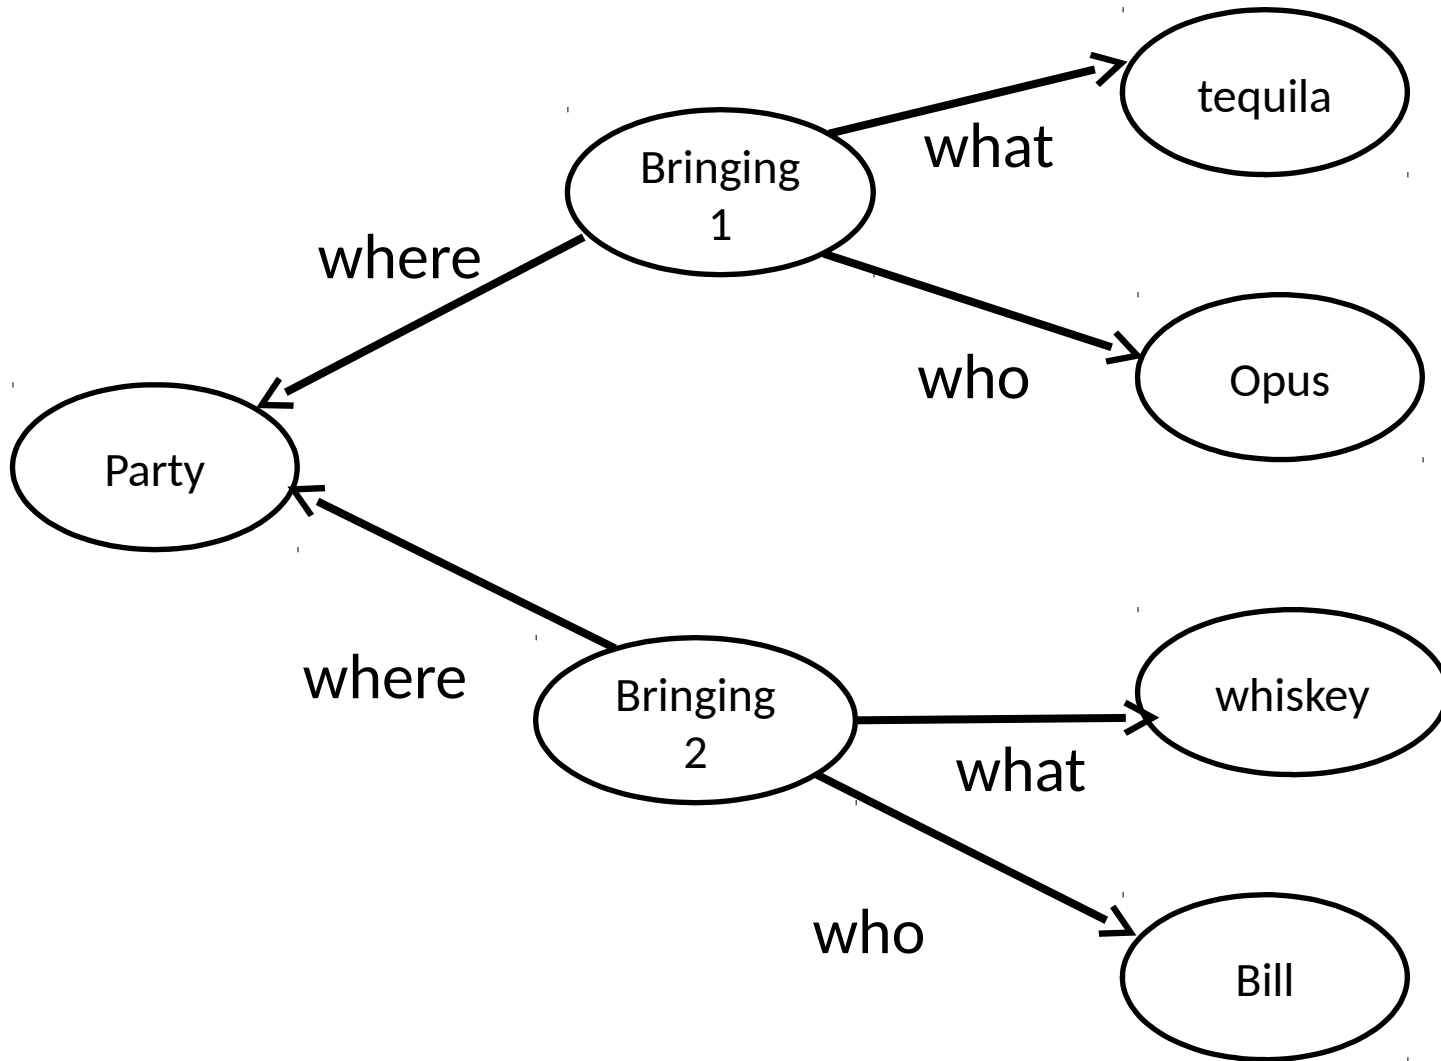 tequila
what
Bringing
1
where
Opus
who
Party
where
Bringing
2
whiskey
what
who
Bill